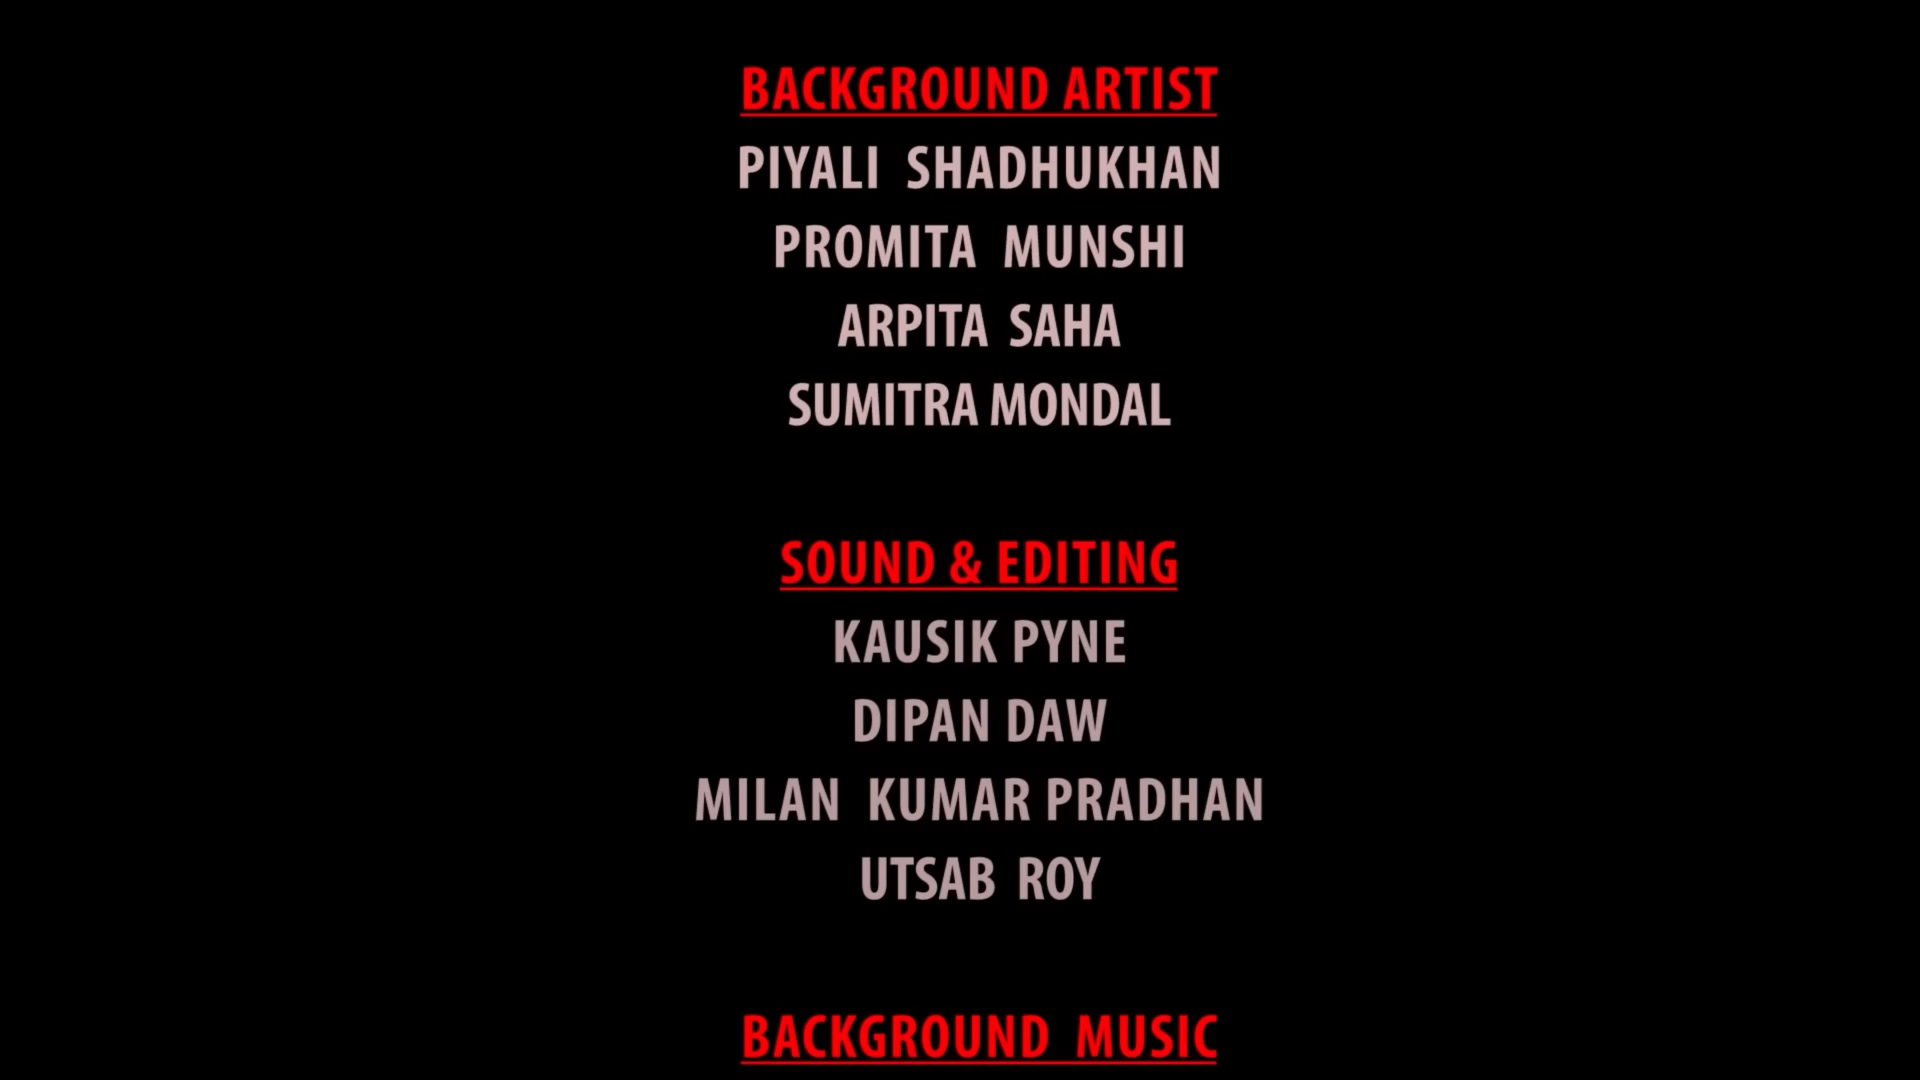 BACKGROUND ARTIST
PIYALI SHADHUKHAN
PROMITA MUNSHI
ARPITA SAHA
SUMITRA MONDAL
SOUND & EDITING
KAUSIK PYNE
DIPAN DAW
MILAN KUMAR PRADHAN
UTSAB ROY
BACKGROUND MUSIC